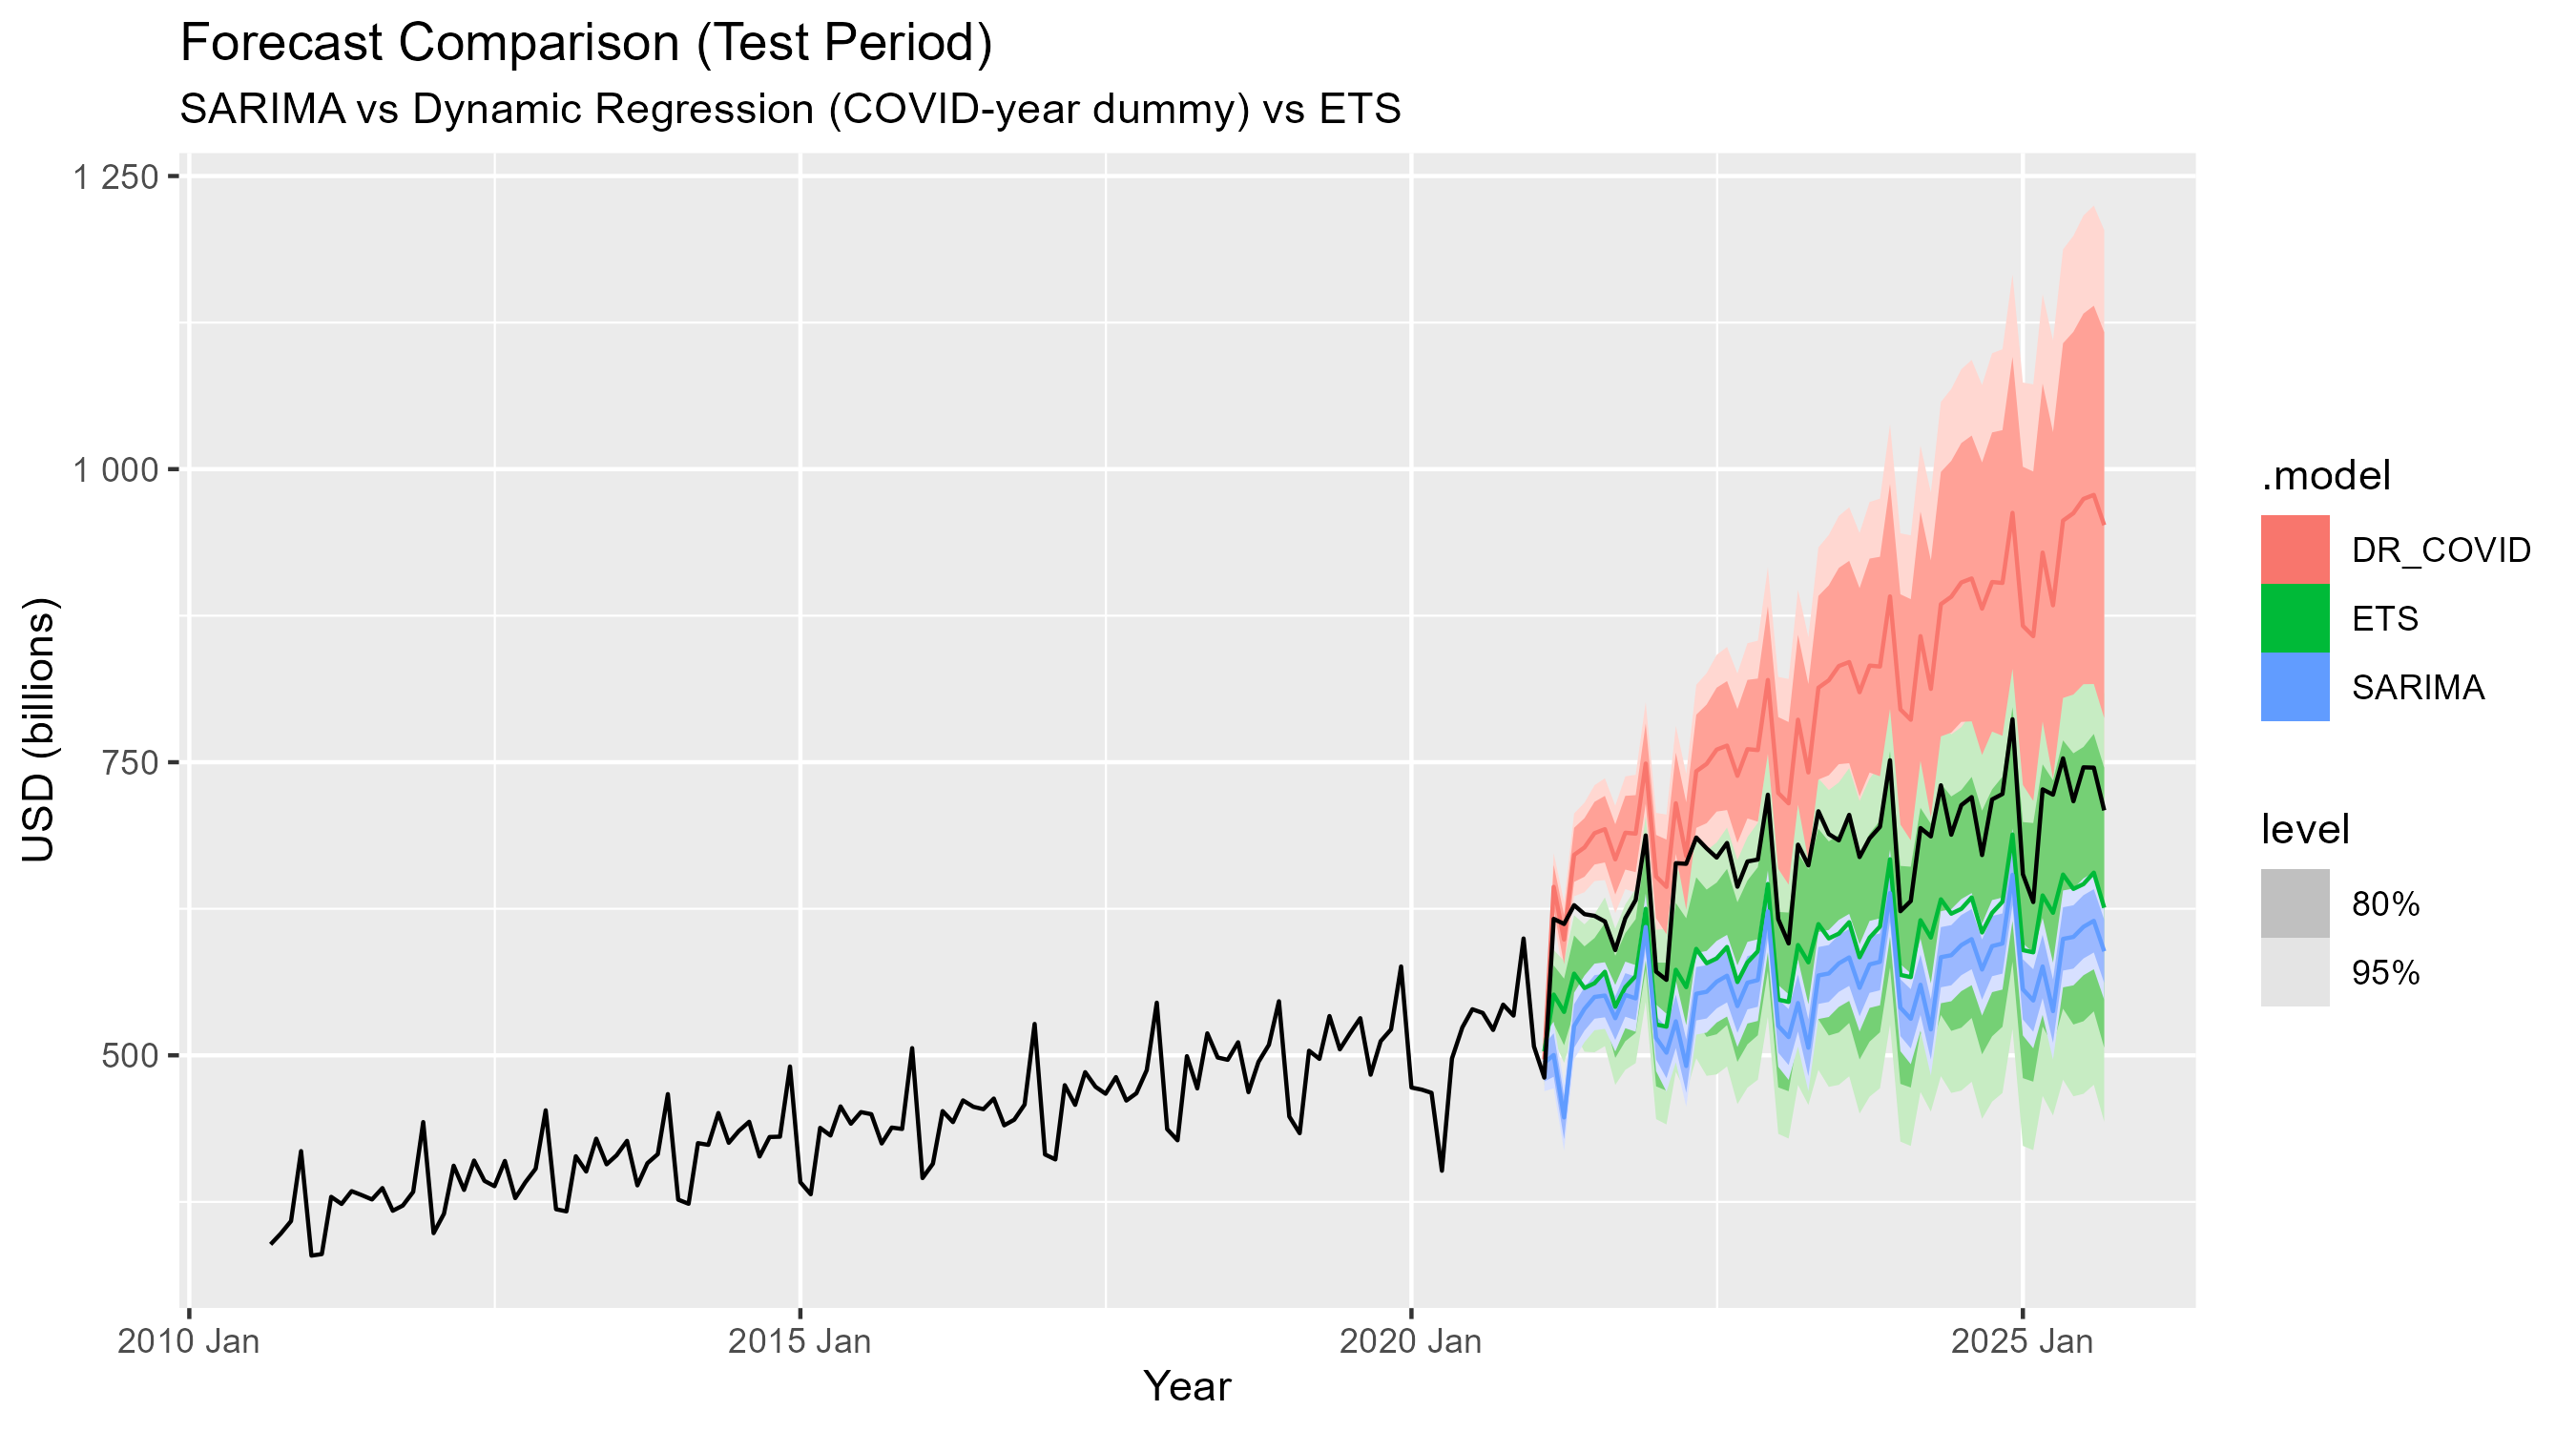 Forecast Comparison (Test Period)
SARIMA vs Dynamic Regression (COVID-year dummy) vs ETS
USD (billions)
1 250
1 000
750
500
2010 Jan
2015 Jan
2020 Jan
2025 Jan
Year
.model
DR_COVID
ETS
SARIMA
level
80%
95%